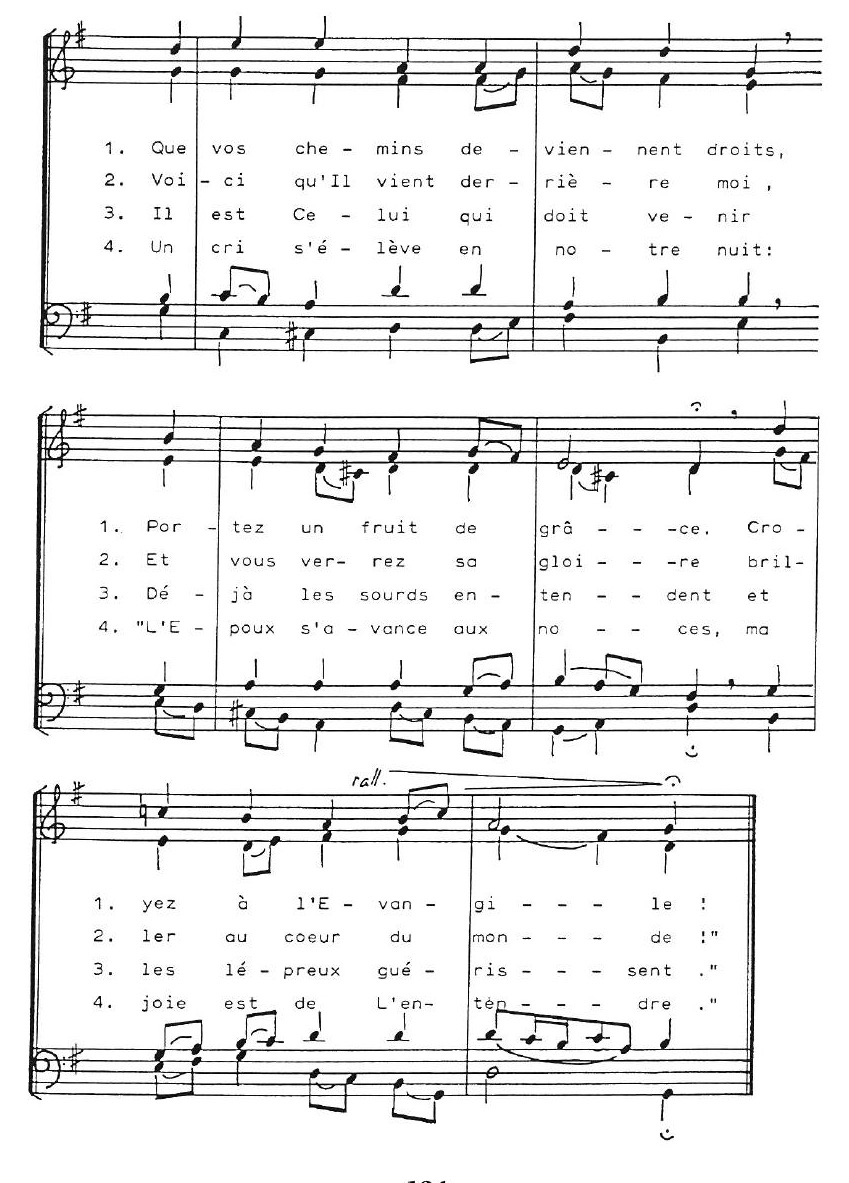 1. Que vos che - mins de - vien - nent droits,
2. Voi - ci qu'Il vient der - riè - re moi ,
3. Il est Ce - lui qui doit ve - nir
4. Un cri s'é - lève en no - tre nuit:
1. Por - tez un fruit de grâ - - -ce. Cro -
2. Et vous ver- rez sa gloi - - -re bril-
3. Dé - jà les sourds en - ten - - dent et
4. "L'E - poux s'a - vance aux no - - ces, ma
rall.
1. yez à l'E - van - gi - - - le !
2. ler au coeur du mon - - - de !"
3. les lé - preux gué - ris - - - sent ."
4. joie est de L'en- ten - - - dre ."